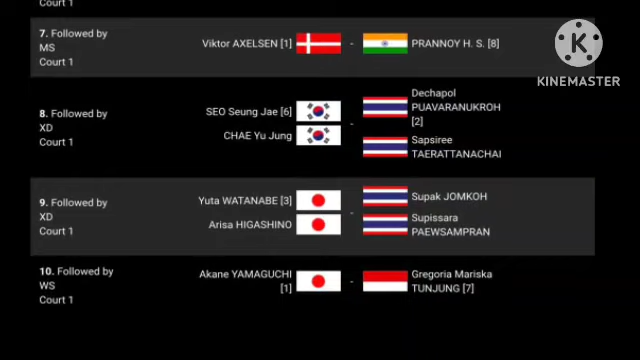 Court 1
7. Followed by
MS
Court 1
Viktor AXELSEN [1]
-
PRANNOY H. S. [8]
K
KINEMASTER
8. Followed by
XD
Court 1
SEO Seung Jae [6]
CHAE Yu Jung
-
Dechapol
PUAVARANUKROH
[2]
Sapsiree
TAERATTANACHAI
9. Followed by
XD
Court 1
Yuta WATANABE [3]
Arisa HIGASHINO
-
Supak JOMKOH
Supissara
PAEWSAMPRAN
10. Followed by
WS
Court 1
Akane YAMAGUCHI
[1]
-
Gregoria Mariska
TUNJUNG [7]